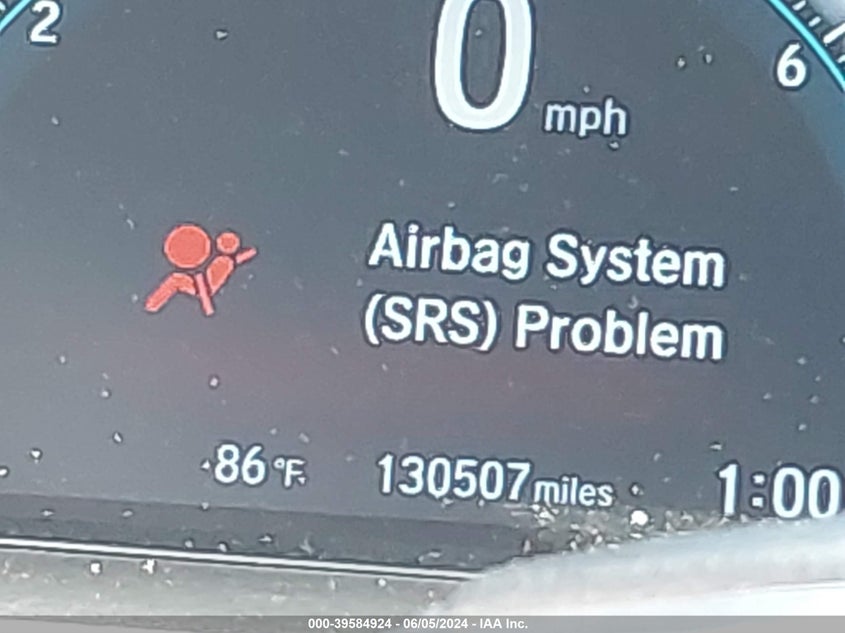 2
0 mph
6
Airbag System
(SRS) Problem
86 °F
130507 miles
1:00
000-39584924 - 06/05/2024 - IAA Inc.